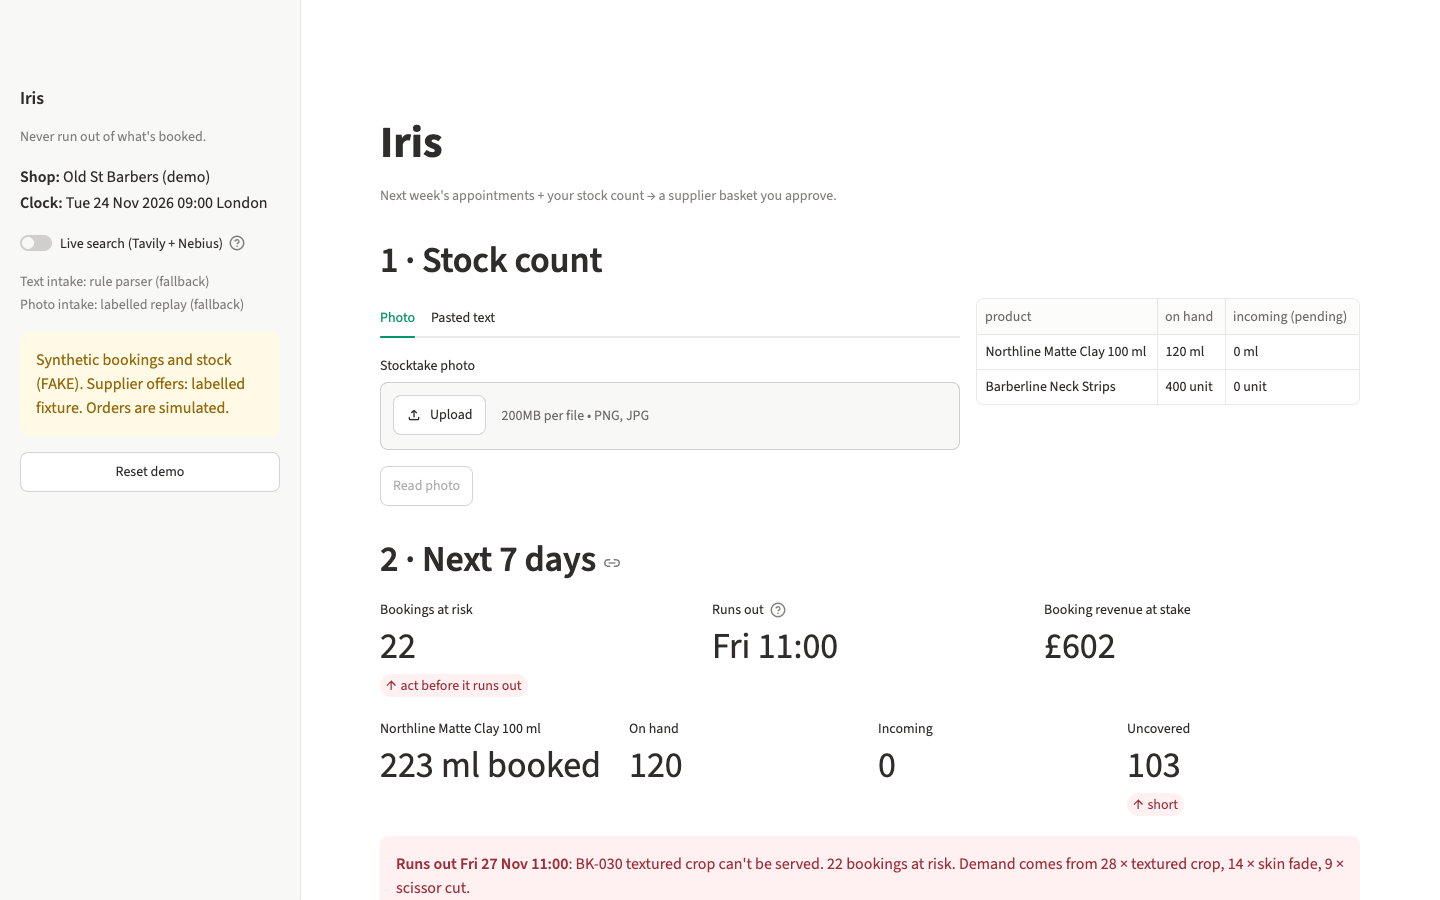 Iris
Never run out of what's booked.
Shop: Old St Barbers (demo)
Clock: Tue 24 Nov 2026 09:00 London
Live search (Tavily + Nebius)
Text intake: rule parser (fallback)
Photo intake: labelled replay (fallback)
Synthetic bookings and stock
(FAKE). Supplier offers: labelled
fixture. Orders are simulated.
Reset demo
Iris
Next week's appointments + your stock count → a supplier basket you approve.
1 · Stock count
Photo Pasted text
Stocktake photo
Upload 200MB per file • PNG, JPG
Read photo
product on hand incoming (pending)
Northline Matte Clay 100 ml 120 ml 0 ml
Barberline Neck Strips 400 unit 0 unit
2 · Next 7 days
Bookings at risk Runs out Booking revenue at stake
22 Fri 11:00 £602
↑ act before it runs out
Northline Matte Clay 100 ml On hand Incoming Uncovered
223 ml booked 120 0 103
↑ short
Runs out Fri 27 Nov 11:00: BK-030 textured crop can't be served. 22 bookings at risk. Demand comes from 28 × textured crop, 14 × skin fade, 9 ×
scissor cut.